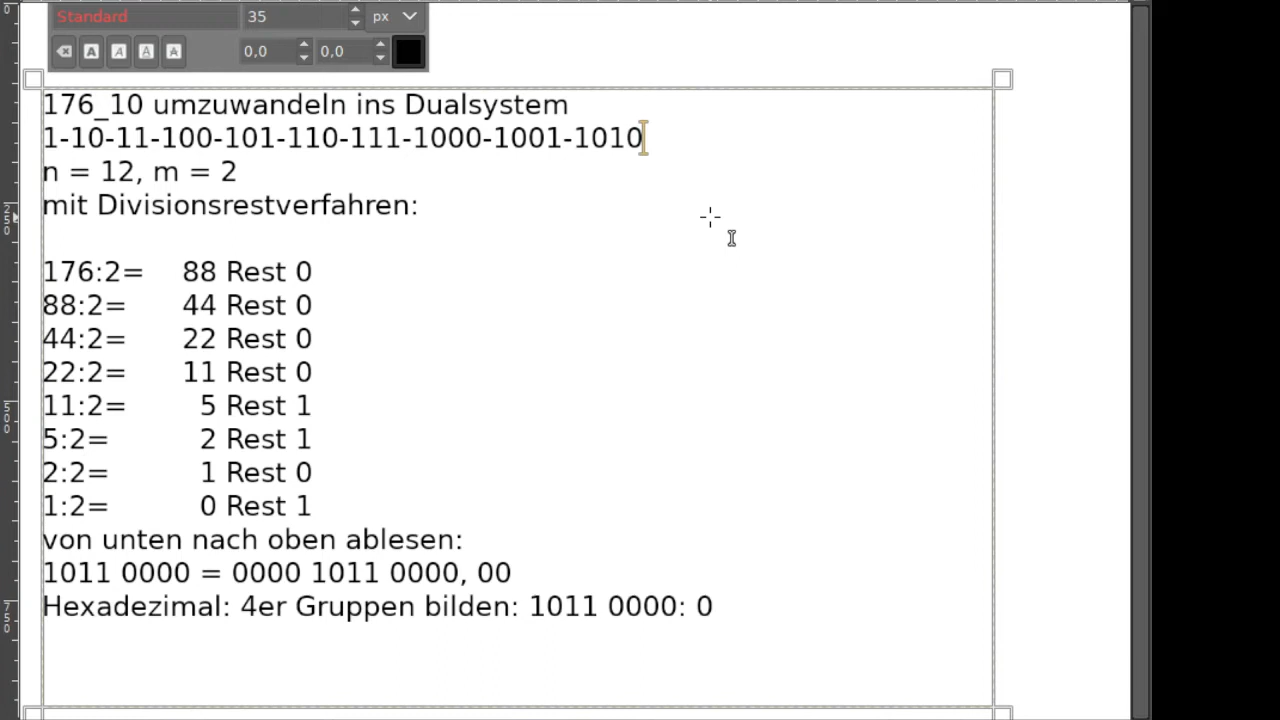 Standard 35 px
A A A A 0,0 0,0
176_10 umzuwandeln ins Dualsystem
1-10-11-100-101-110-111-1000-1001-1010
n = 12, m = 2
mit Divisionsrestverfahren:
176:2= 88 Rest 0
88:2= 44 Rest 0
44:2= 22 Rest 0
22:2= 11 Rest 0
11:2= 5 Rest 1
5:2= 2 Rest 1
2:2= 1 Rest 0
1:2= 0 Rest 1
von unten nach oben ablesen:
1011 0000 = 0000 1011 0000, 00
Hexadezimal: 4er Gruppen bilden: 1011 0000: 0
0
250
500
750